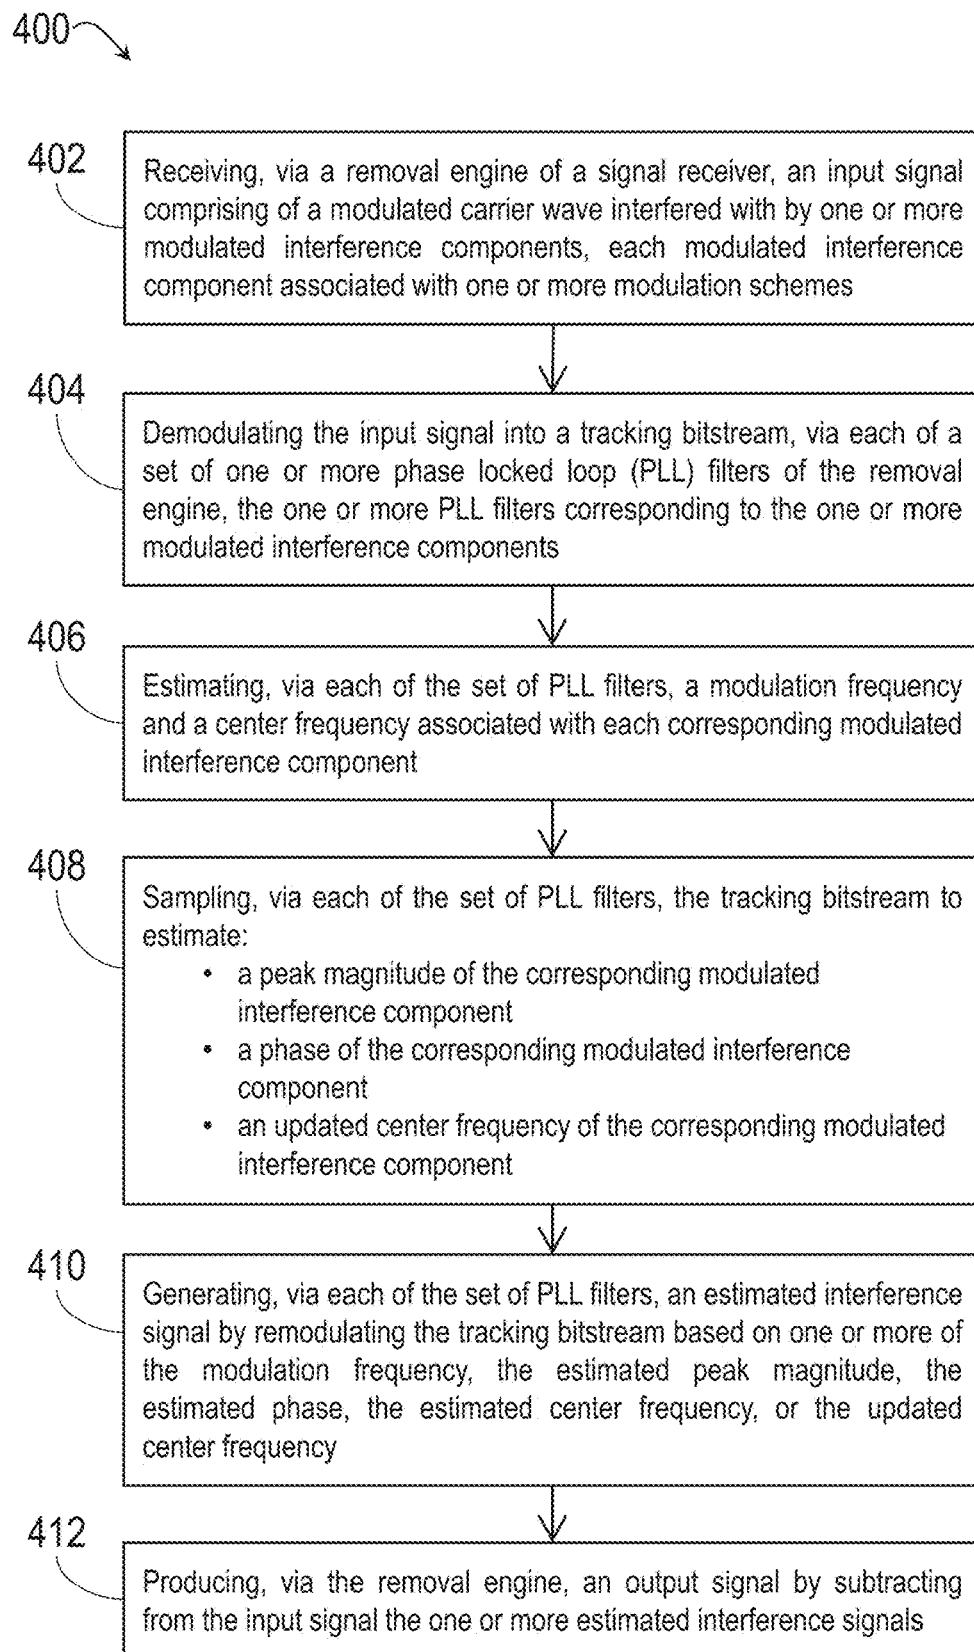 400
402
Receiving, via a removal engine of a signal receiver, an input signal
comprising of a modulated carrier wave interfered with by one or more
modulated interference components, each modulated interference
component associated with one or more modulation schemes
404
Demodulating the input signal into a tracking bitstream, via each of a
set of one or more phase locked loop (PLL) filters of the removal
engine, the one or more PLL filters corresponding to the one or more
modulated interference components
406
Estimating, via each of the set of PLL filters, a modulation frequency
and a center frequency associated with each corresponding modulated
interference component
408
Sampling, via each of the set of PLL filters, the tracking bitstream to
estimate:
• a peak magnitude of the corresponding modulated
interference component
• a phase of the corresponding modulated interference
component
• an updated center frequency of the corresponding modulated
interference component
410
Generating, via each of the set of PLL filters, an estimated interference
signal by remodulating the tracking bitstream based on one or more of
the modulation frequency, the estimated peak magnitude, the
estimated phase, the estimated center frequency, or the updated
center frequency
412
Producing, via the removal engine, an output signal by subtracting
from the input signal the one or more estimated interference signals